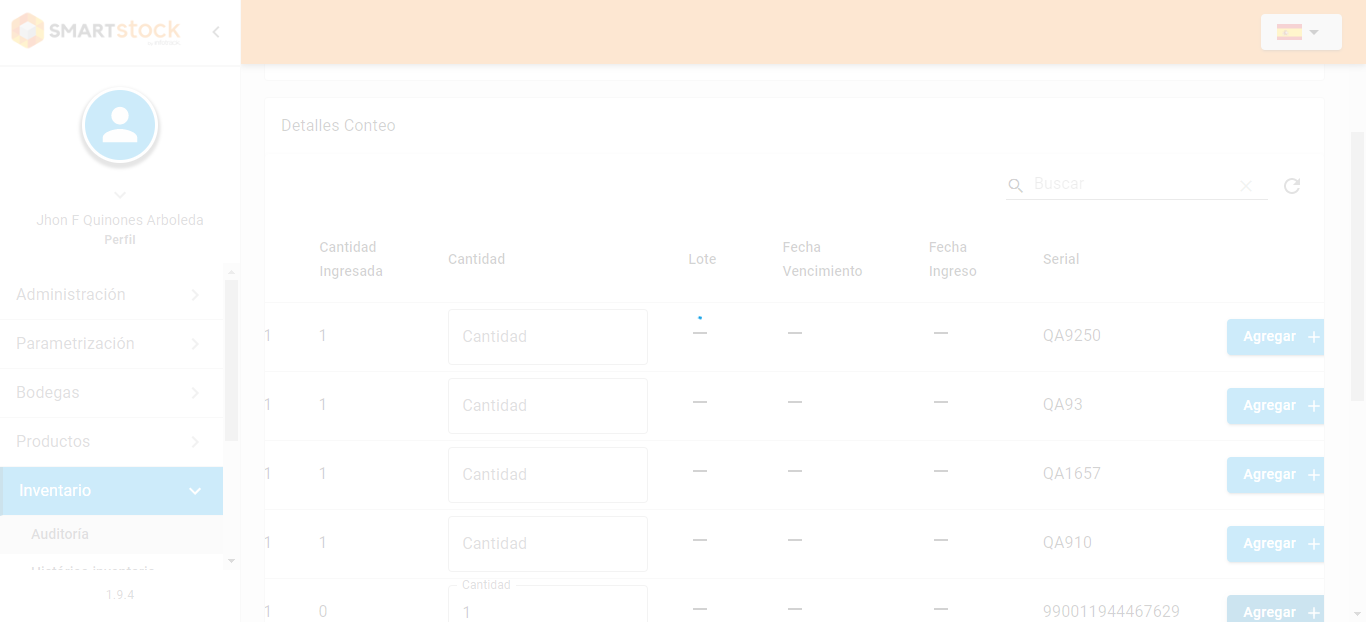 SMARTstock
Jhon F Quinones Arboleda
Perfil
Administración
Parametrización
Bodegas
Productos
Inventario
Auditoría
Histórico inventario
1.9.4
Detalles Conteo
Buscar
Cantidad Ingresada Cantidad Lote Fecha Vencimiento Fecha Ingreso Serial
1 1 Cantidad — — — QA9250 Agregar +
1 1 Cantidad — — — QA93 Agregar +
1 1 Cantidad — — — QA1657 Agregar +
1 1 Cantidad — — — QA910 Agregar +
Cantidad
1 0 1 — — — 990011944467629 Agregar +